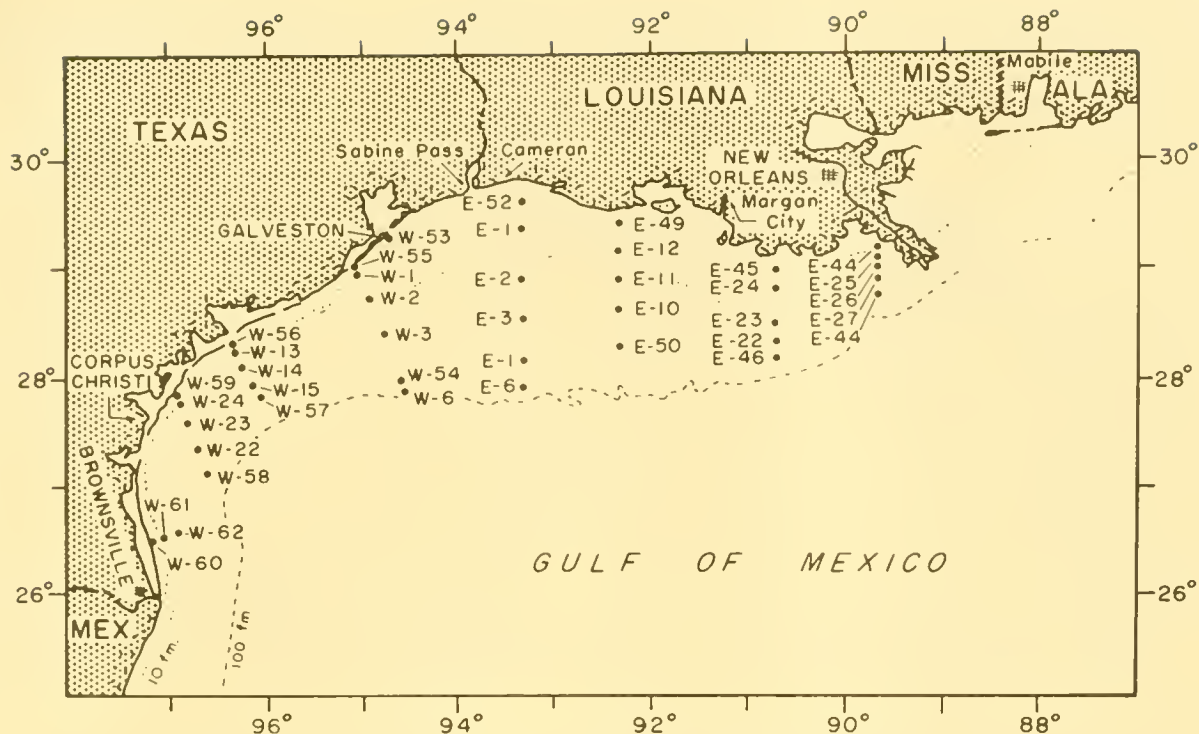 96° 94° 92° 90° 88°
Mobile
MISS
ALA.
LOUISIANA
TEXAS
30°
Sabine Pass
Cameran
NEW
ORLEANS
30°
Margan
City
E-52
E-49
GALVESTON
W-53
E-1
E-12
W-55
W-1
E-2
E-11
E-45
E-44
E-24
E-25
W-2
E-10
E-26
W-56
W-3
E-3
E-23
E-27
W-13
E-50
E-22
E-44
W-14
E-1
E-46
CORPUS
CHRISTI
W-59
W-15
W-54
E-6
28°
28°
W-24
W-57
W-6
W-23
W-22
W-58
BROWNSVILLE
W-61
W-62
W-60
GULF OF MEXICO
26°
26°
MEX
10 fm.
100 fm
96° 94° 92° 90° 88°